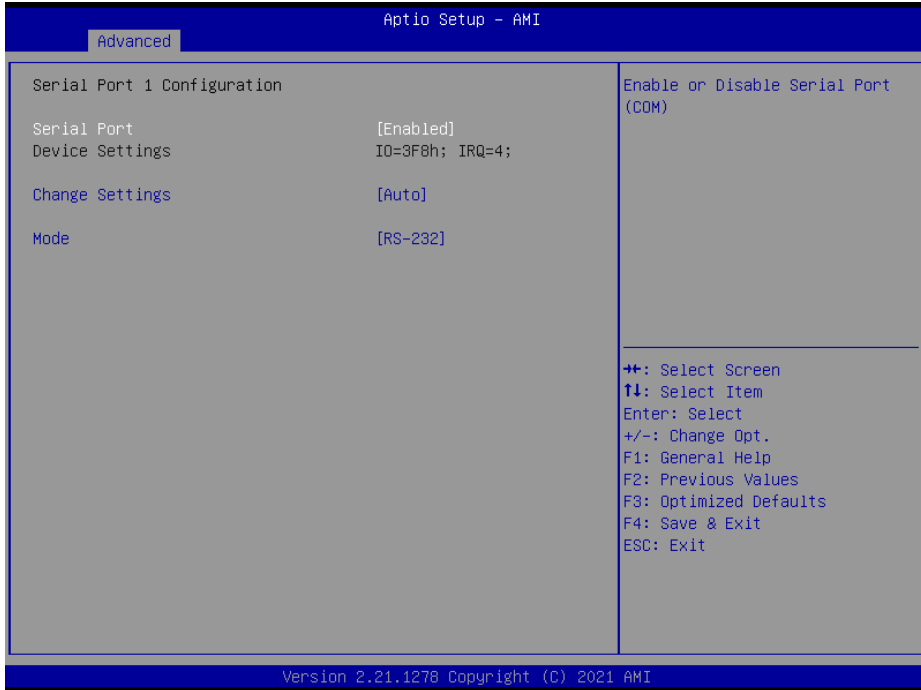 Aptio Setup – AMI
Advanced
Serial Port 1 Configuration
Serial Port [Enabled]
Device Settings IO=3F8h; IRQ=4;
Change Settings [Auto]
Mode [RS-232]
Enable or Disable Serial Port
(COM)
→←: Select Screen
↑↓: Select Item
Enter: Select
+/-: Change Opt.
F1: General Help
F2: Previous Values
F3: Optimized Defaults
F4: Save & Exit
ESC: Exit
Version 2.21.1278 Copyright (C) 2021 AMI